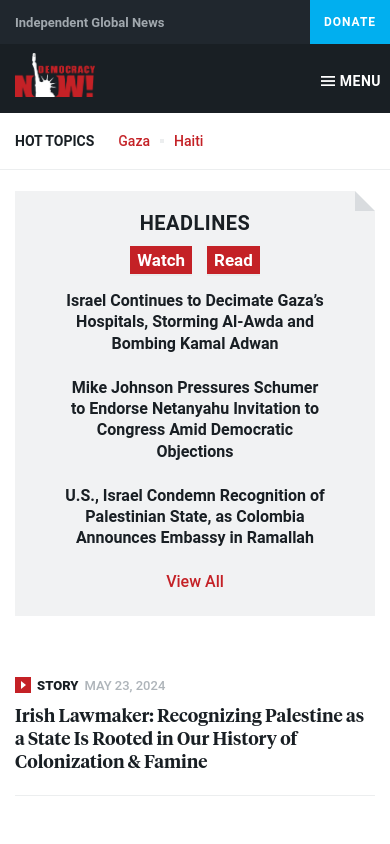 Independent Global News
DONATE
DEMOCRACY
NOW!
MENU
HOT TOPICS
Gaza
Haiti
HEADLINES
Watch
Read
Israel Continues to Decimate Gaza's
Hospitals, Storming Al-Awda and
Bombing Kamal Adwan
Mike Johnson Pressures Schumer
to Endorse Netanyahu Invitation to
Congress Amid Democratic
Objections
U.S., Israel Condemn Recognition of
Palestinian State, as Colombia
Announces Embassy in Ramallah
View All
STORY MAY 23, 2024
Irish Lawmaker: Recognizing Palestine as
a State Is Rooted in Our History of
Colonization & Famine